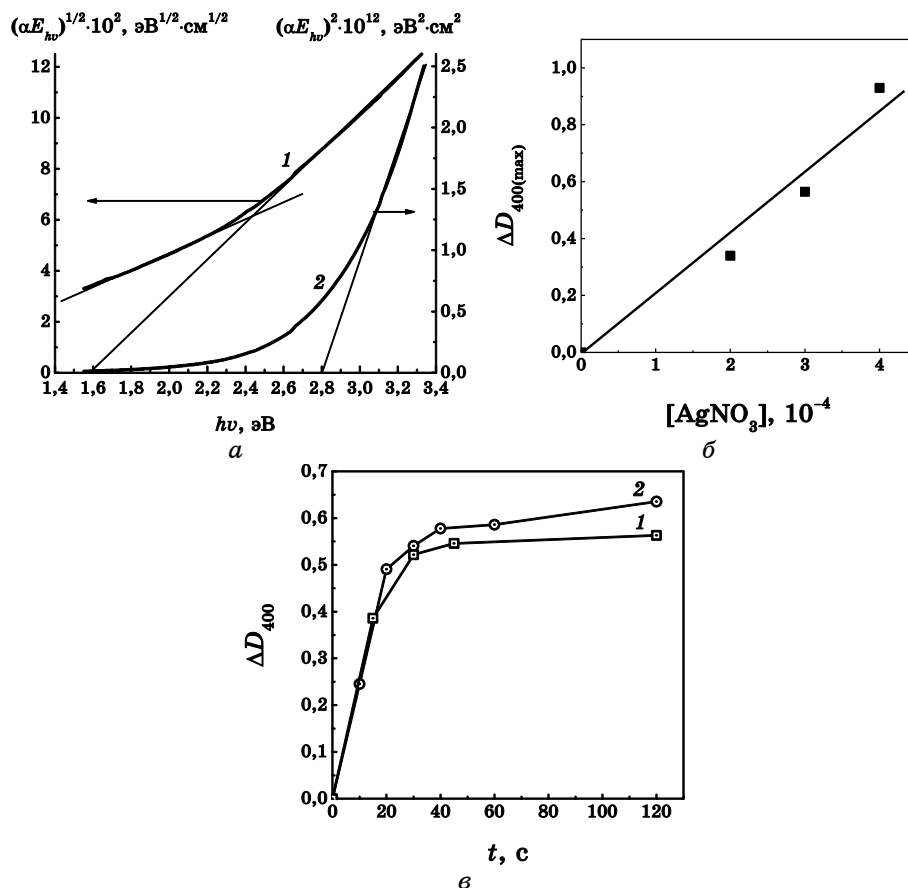 (αE_hν)^1/2·10^2, эВ^1/2·см^1/2 (αE_hν)^2·10^12, эВ^2·см^2
12
10
8
6
4
2
0
2,5
2,0
1,5
1,0
0,5
0,0
1
2
1,4 1,6 1,8 2,0 2,2 2,4 2,6 2,8 3,0 3,2 3,4
hν, эВ
а
ΔD_400(max)
1,0
0,8
0,6
0,4
0,2
0,0
0 1 2 3 4
[AgNO_3], 10^−4
б
ΔD_400
0,7
0,6
0,5
0,4
0,3
0,2
0,1
0,0
2
1
0 20 40 60 80 100 120
t, с
в